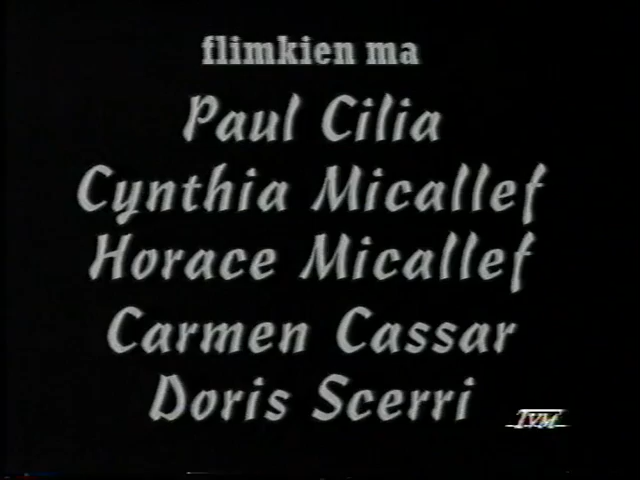 flimkien ma
Paul Cilia
Cynthia Micallef
Horace Micallef
Carmen Cassar
Doris Scerri
TVM